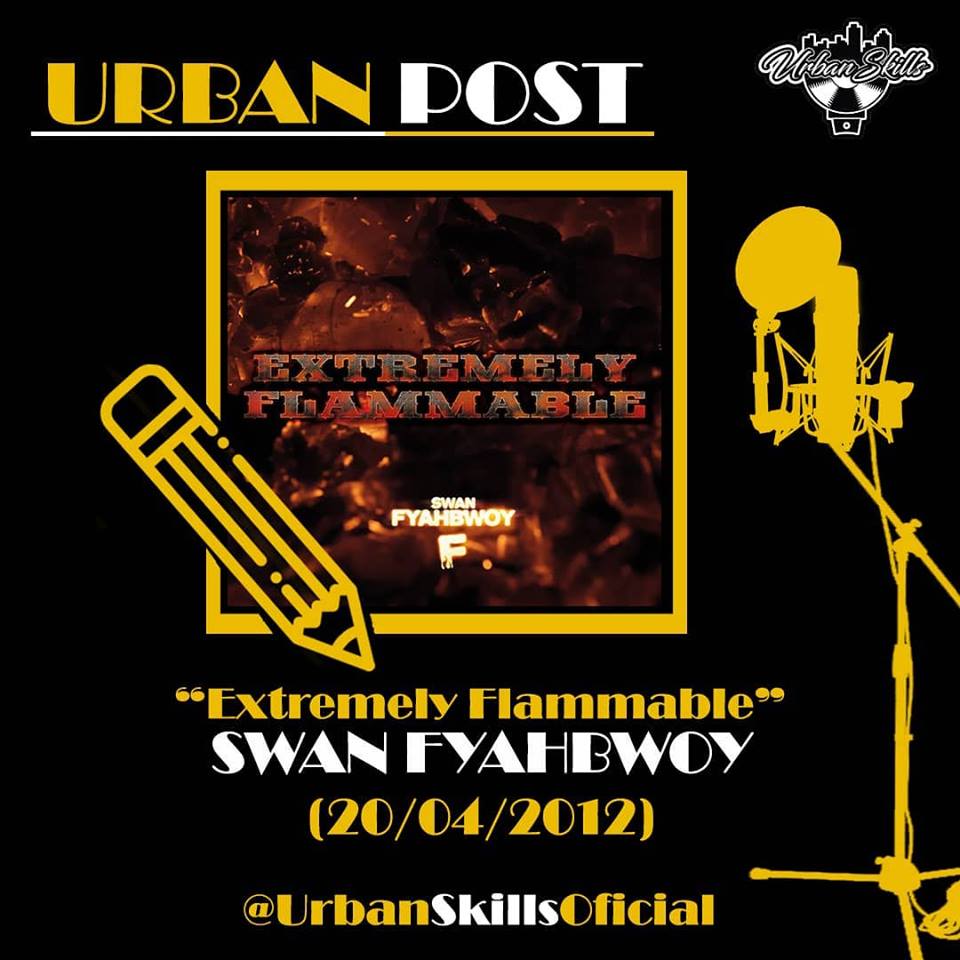 URBAN POST
Urban Skills
EXTREMELY
FLAMMABLE
SWAN
FYAHBWOY
F
“Extremely Flammable”
SWAN FYAHBWOY
(20/04/2012)
@UrbanSkillsOficial